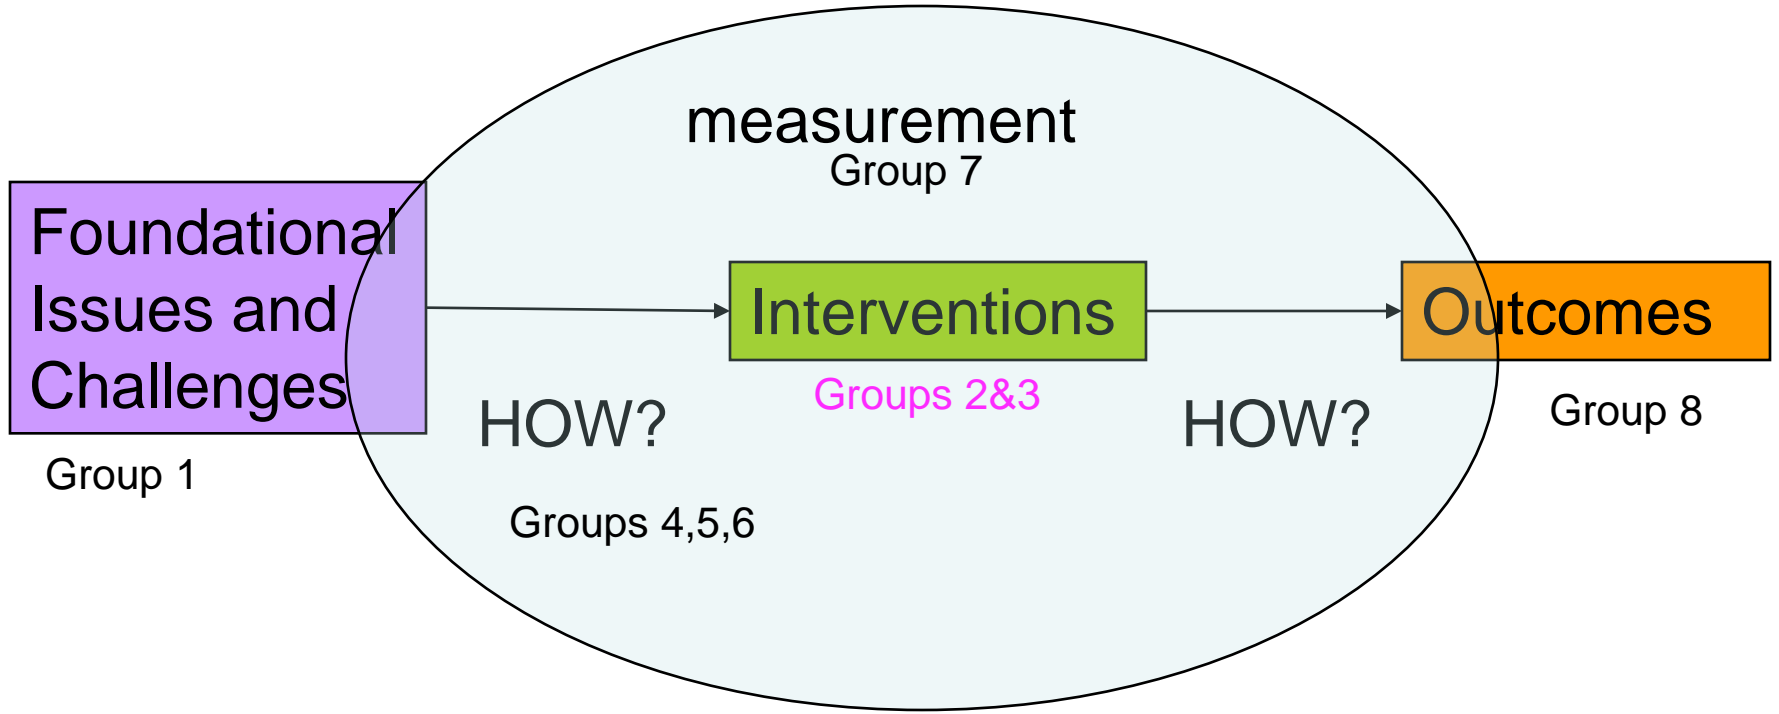 measurement
Group 7
Foundational
Issues and
Challenges
Group 1
HOW?
Groups 4,5,6
Interventions
Groups 2&3
HOW?
Outcomes
Group 8